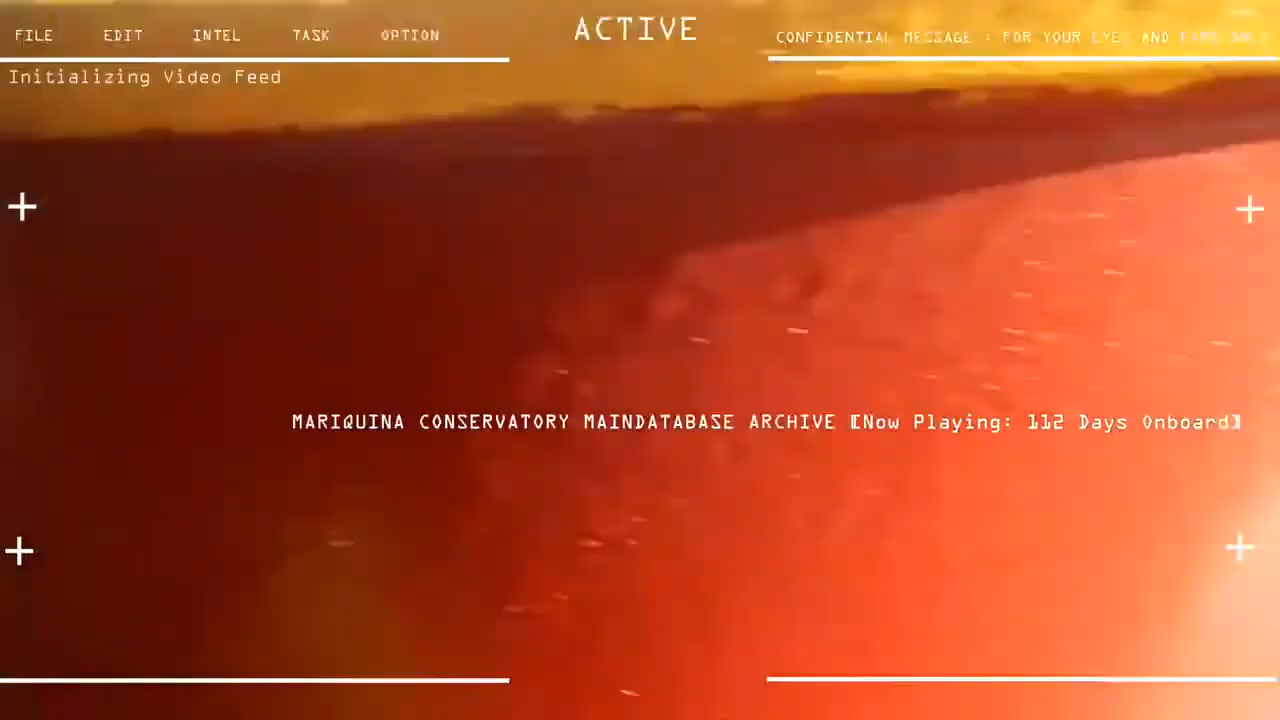 FILE EDIT INTEL TASK OPTION
ACTIVE
CONFIDENTIAL MESSAGE : FOR YOUR EYES AND
Initializing Video Feed
MARIQUINA CONSERVATORY MAINDATABASE ARCHIVE [Now Playing: 112 Days Onboard]